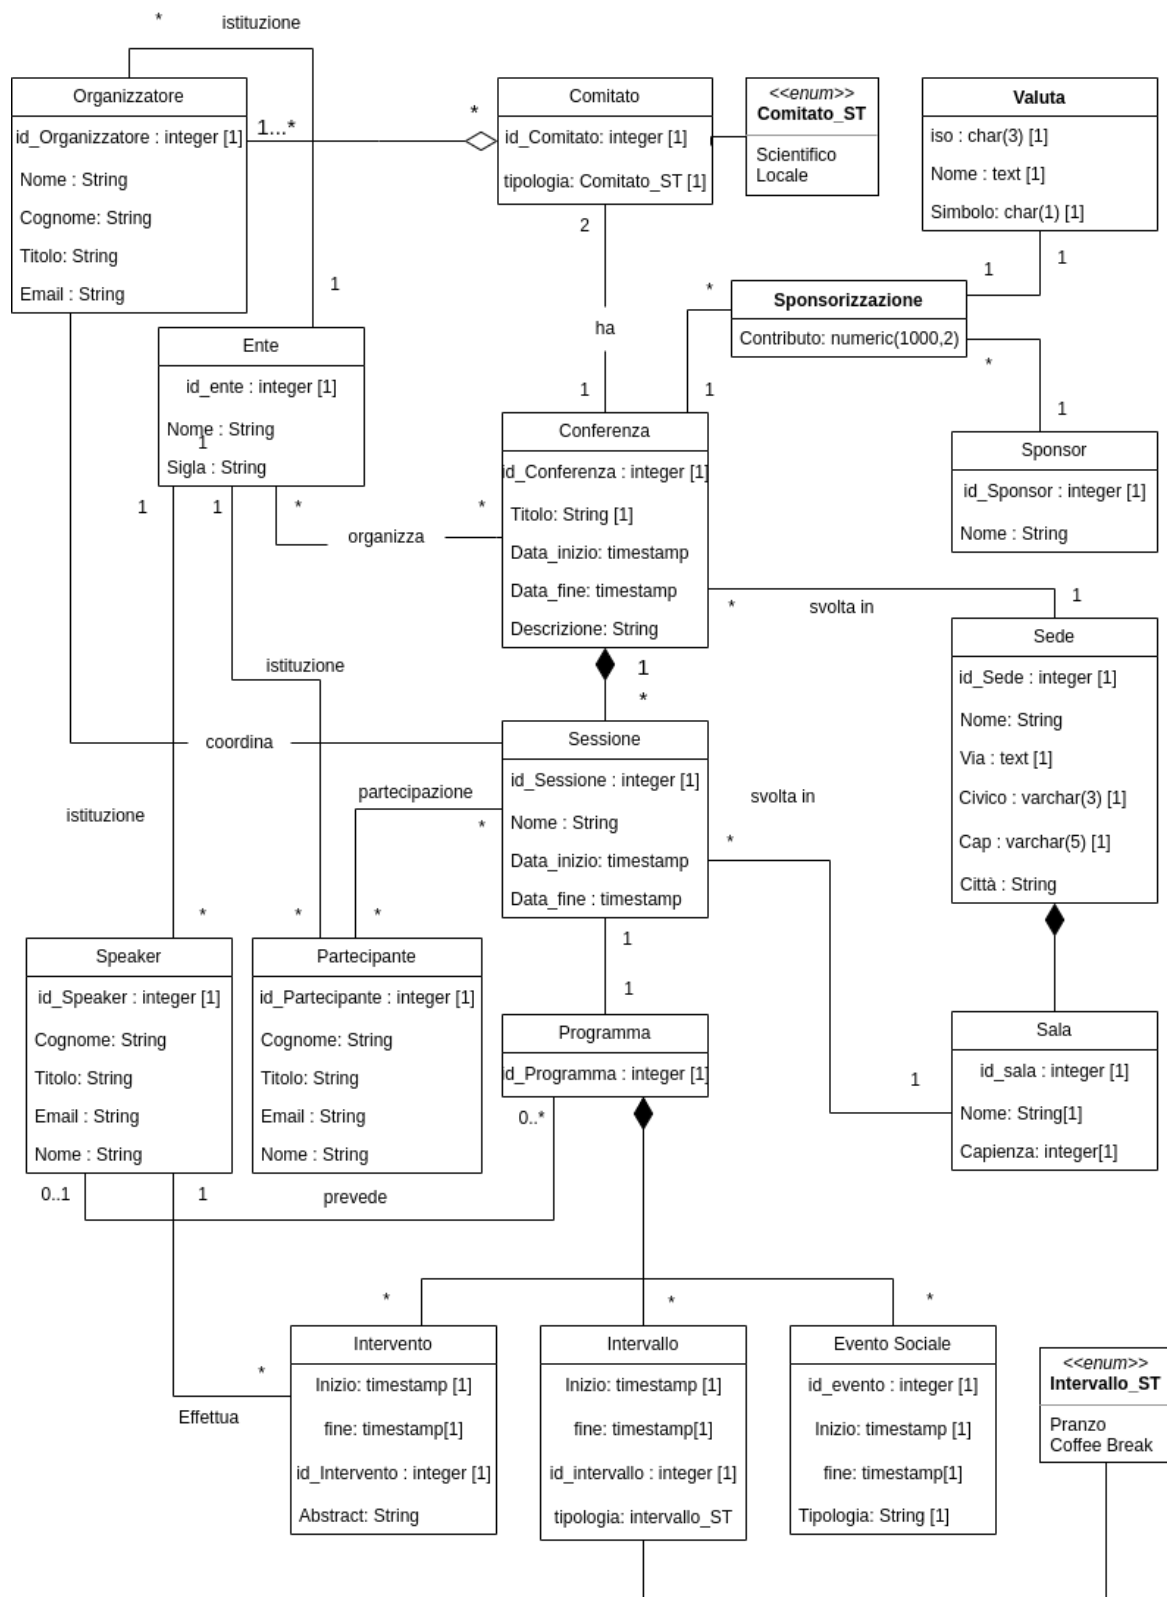 * istituzione
Organizzatore
id_Organizzatore : integer [1]
Nome : String
Cognome: String
Titolo: String
Email : String
1...*
*
Comitato
id_Comitato: integer [1]
tipologia: Comitato_ST [1]
<<enum>>
Comitato_ST
Scientifico
Locale
Valuta
iso : char(3) [1]
Nome : text [1]
Simbolo: char(1) [1]
2
1
1
1
*
Sponsorizzazione
Contributo: numeric(1000,2)
ha
*
1
1
1
Ente
id_ente : integer [1]
Nome : String
1
Sigla : String
Conferenza
id_Conferenza : integer [1]
Titolo: String [1]
Data_inizio: timestamp
Data_fine: timestamp
Descrizione: String
Sponsor
id_Sponsor : integer [1]
Nome : String
1
1
*
organizza
*
*
svolta in
1
istituzione
1
*
Sede
id_Sede : integer [1]
Nome: String
Via : text [1]
Civico : varchar(3) [1]
Cap : varchar(5) [1]
Città : String
coordina
Sessione
id_Sessione : integer [1]
Nome : String
Data_inizio: timestamp
Data_fine : timestamp
partecipazione
*
svolta in
*
istituzione
*
*
*
Speaker
id_Speaker : integer [1]
Cognome: String
Titolo: String
Email : String
Nome : String
Partecipante
id_Partecipante : integer [1]
Cognome: String
Titolo: String
Email : String
Nome : String
1
1
Programma
id_Programma : integer [1]
Sala
id_sala : integer [1]
Nome: String[1]
Capienza: integer[1]
1
0..*
0..1
1
prevede
*
*
*
*
Effettua
Intervento
Inizio: timestamp [1]
fine: timestamp[1]
id_Intervento : integer [1]
Abstract: String
Intervallo
Inizio: timestamp [1]
fine: timestamp[1]
id_intervallo : integer [1]
tipologia: intervallo_ST
Evento Sociale
id_evento : integer [1]
Inizio: timestamp [1]
fine: timestamp[1]
Tipologia: String [1]
<<enum>>
Intervallo_ST
Pranzo
Coffee Break